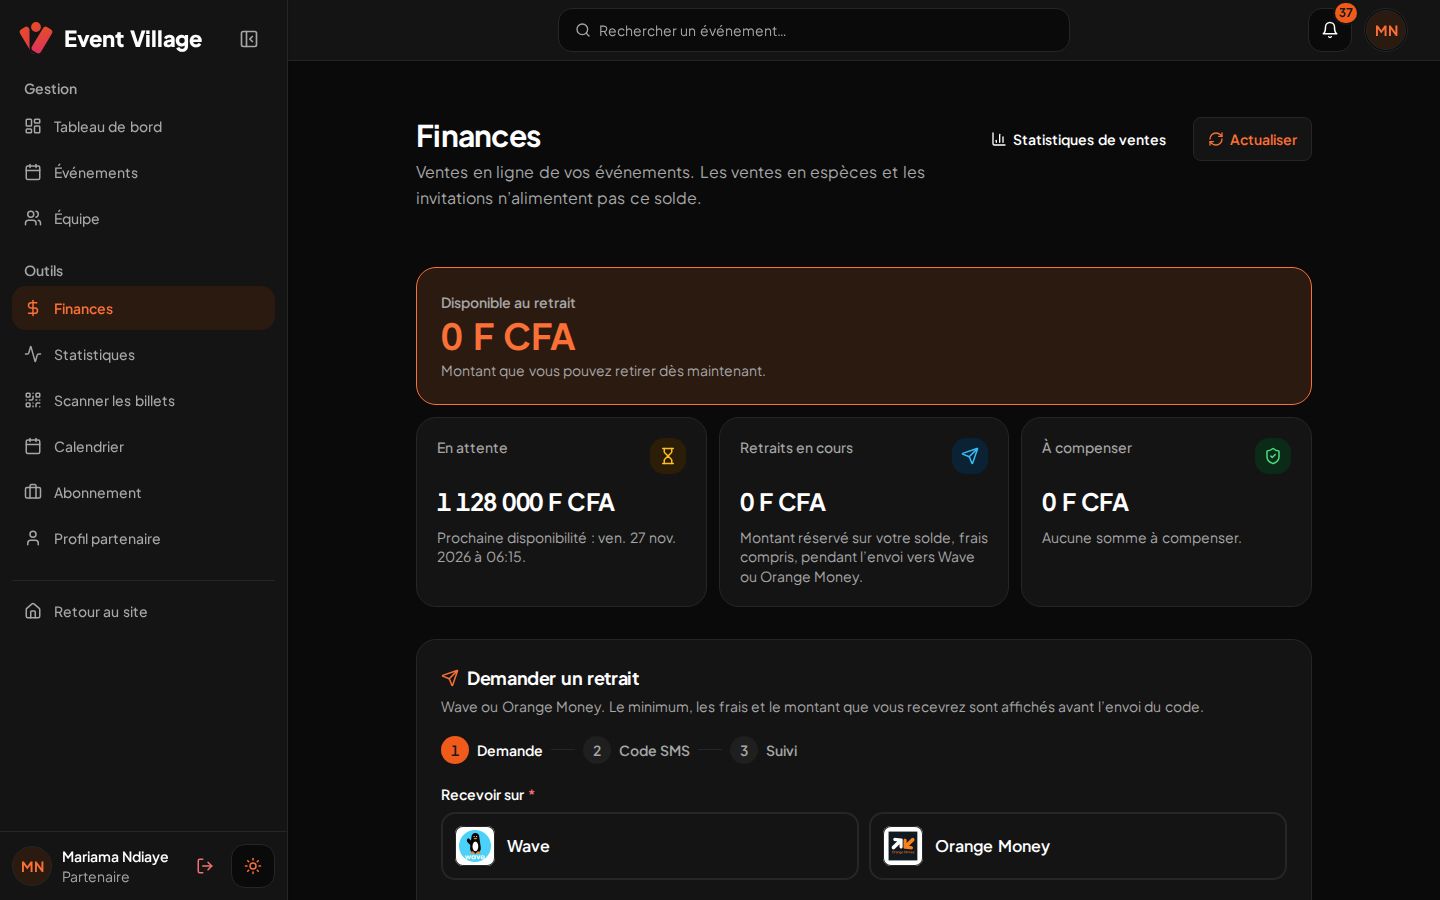 Event Village
Rechercher un événement...
37
MN
Gestion
Tableau de bord
Événements
Équipe
Outils
Finances
Statistiques
Scanner les billets
Calendrier
Abonnement
Profil partenaire
Retour au site
MN
Mariama Ndiaye
Partenaire
Finances
Ventes en ligne de vos événements. Les ventes en espèces et les
invitations n’alimentent pas ce solde.
Statistiques de ventes
Actualiser
Disponible au retrait
0 F CFA
Montant que vous pouvez retirer dès maintenant.
En attente
1 128 000 F CFA
Prochaine disponibilité : ven. 27 nov.
2026 à 06:15.
Retraits en cours
0 F CFA
Montant réservé sur votre solde, frais
compris, pendant l’envoi vers Wave
ou Orange Money.
À compenser
0 F CFA
Aucune somme à compenser.
Demander un retrait
Wave ou Orange Money. Le minimum, les frais et le montant que vous recevrez sont affichés avant l’envoi du code.
1 Demande
2 Code SMS
3 Suivi
Recevoir sur *
wave
Wave
Orange Money